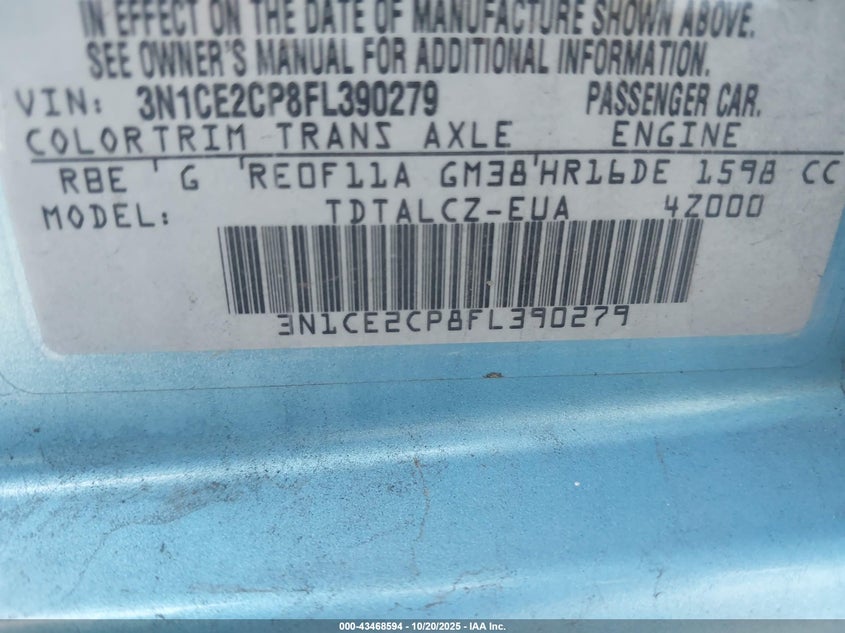 IN EFFECT ON THE DATE OF MANUFACTURE SHOWN ABOVE.
SEE OWNER'S MANUAL FOR ADDITIONAL INFORMATION.
VIN: 3N1CE2CP8FL390279 PASSENGER CAR.
COLORTRIM TRANS AXLE ENGINE
RBE G RE0F11A GM38 HR16DE 1598 CC
MODEL: TDTALCZ-EUA 4Z000
3N1CE2CP8FL390279
000-43468594 | 10/20/2025 | IAA Inc.